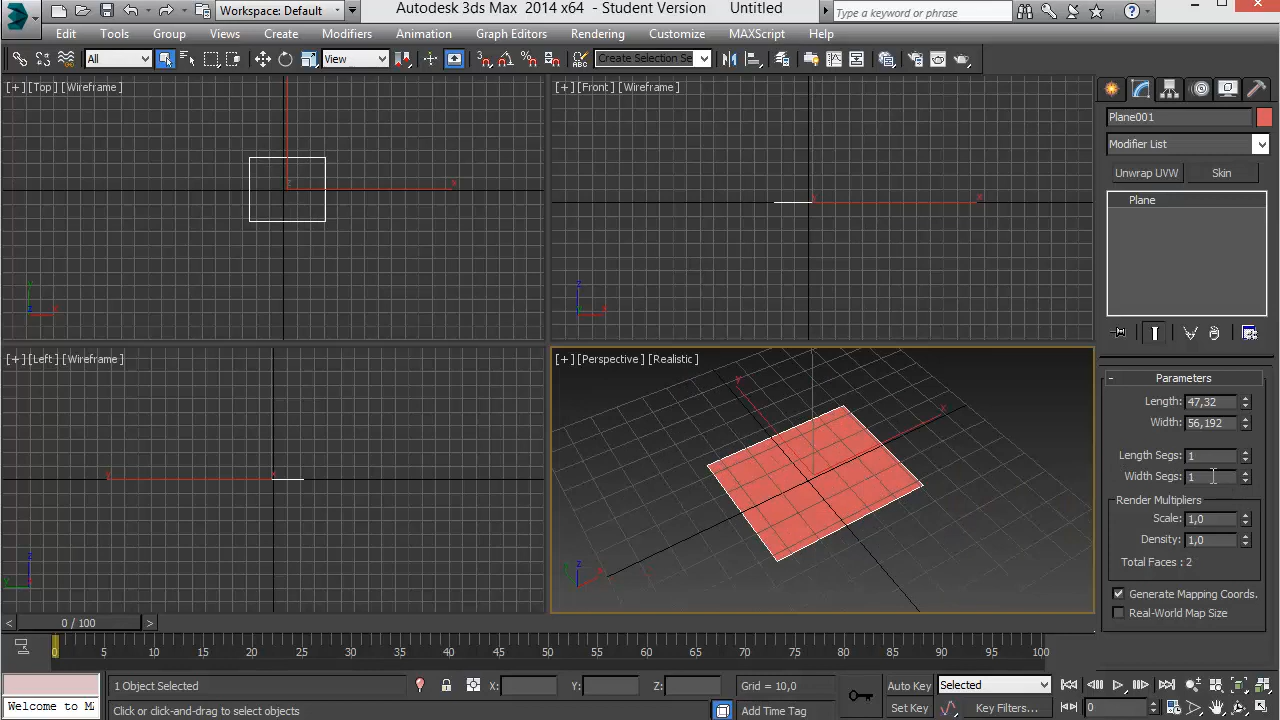 Workspace: Default
Autodesk 3ds Max  2014 x64  - Student Version    Untitled
Type a keyword or phrase
Edit Tools Group Views Create Modifiers Animation Graph Editors Rendering Customize MAXScript Help
All View Create Selection Se
[+] [Top] [Wireframe]
[+] [Front] [Wireframe]
Plane001
Modifier List
Unwrap UVW Skin
Plane
[+] [Left] [Wireframe]
[+] [Perspective] [Realistic]
- Parameters
Length: 47,32
Width: 56,192
Length Segs: 1
Width Segs: 1
Render Multipliers
Scale: 1,0
Density: 1,0
Total Faces : 2
Generate Mapping Coords.
Real-World Map Size
< 0 / 100 >
0 5 10 15 20 25 30 35 40 45 50 55 60 65 70 75 80 85 90 95 100
1 Object Selected X: Y: Z: Grid = 10,0 Auto Key Selected
Welcome to Click or click-and-drag to select objects Add Time Tag Set Key Key Filters... 0